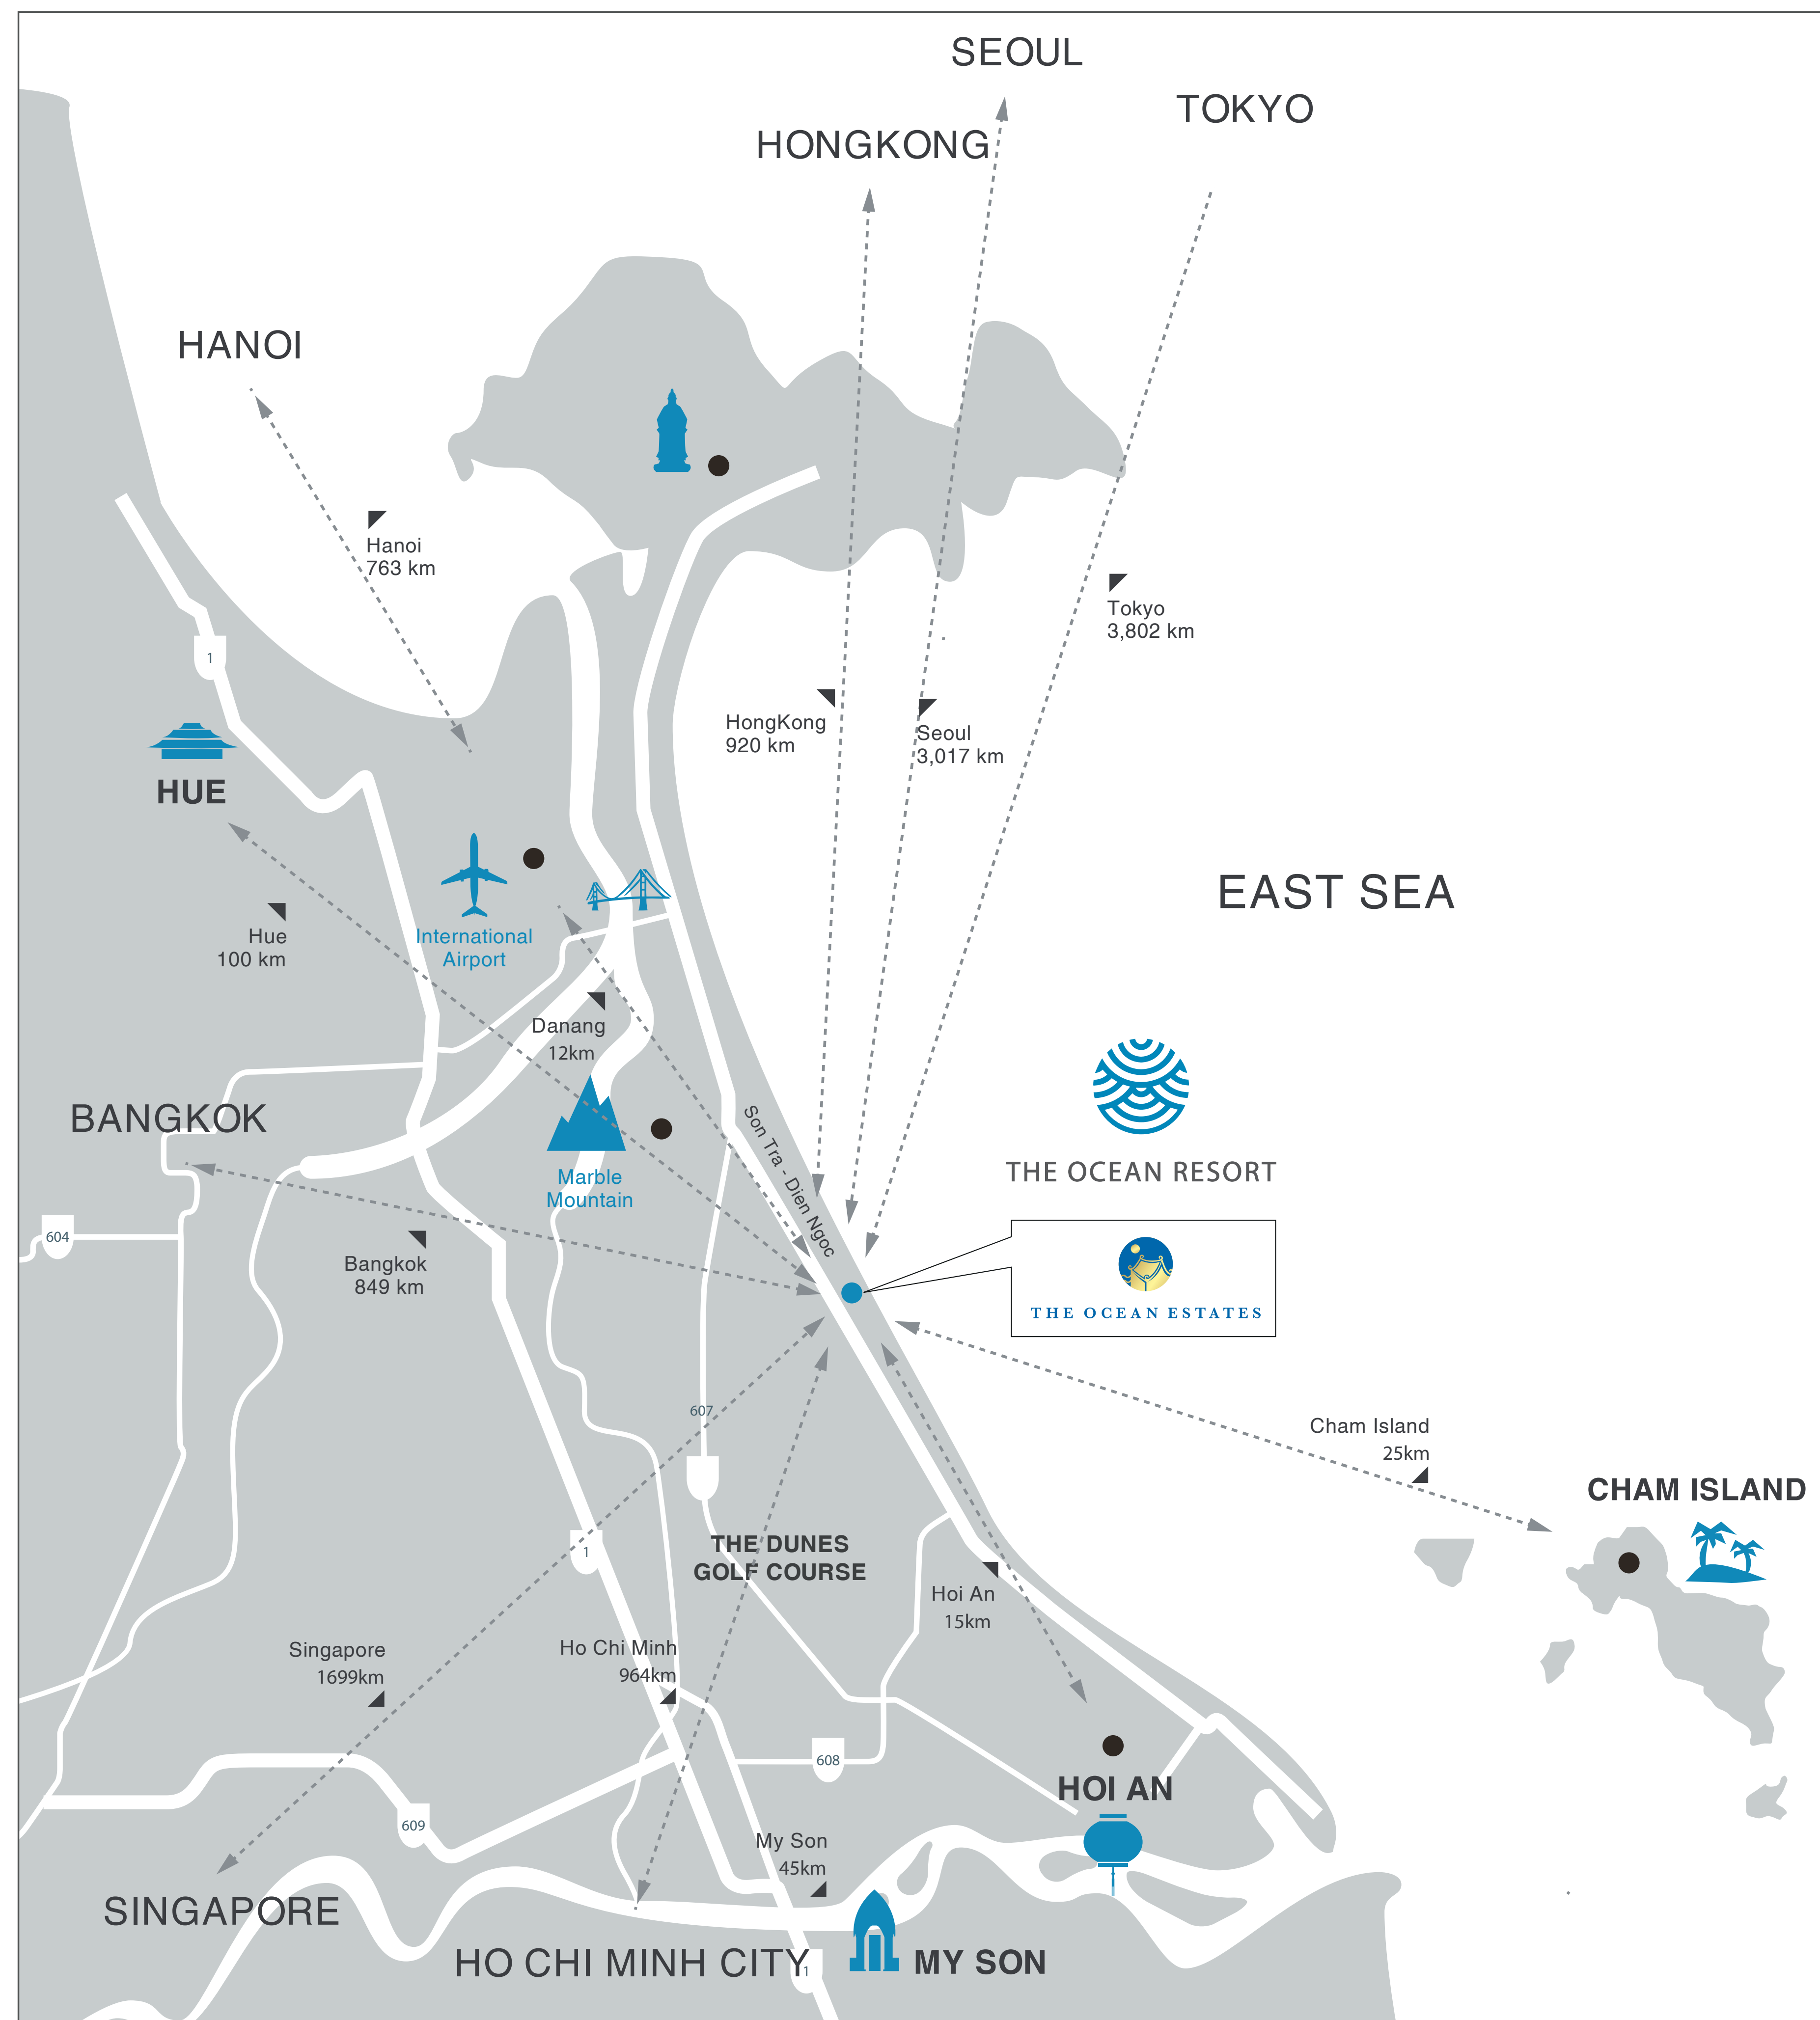 SEOUL
TOKYO
HONGKONG
HANOI
Hanoi
763 km
Tokyo
3,802 km
1
HongKong
920 km
Seoul
3,017 km
HUE
EAST SEA
Hue
100 km
International
Airport
Danang
12km
BANGKOK
Son Tra - Dien Ngoc
THE OCEAN RESORT
Marble
Mountain
604
Bangkok
849 km
THE OCEAN ESTATES
607
Cham Island
25km
CHAM ISLAND
1
THE DUNES
GOLF COURSE
Hoi An
15km
Singapore
1699km
Ho Chi Minh
964km
608
HOI AN
609
My Son
45km
SINGAPORE
HO CHI MINH CITY
1
MY SON